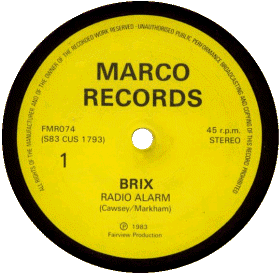 ALL RIGHTS OF THE MANUFACTURER AND OF THE OWNER OF THE RECORDED WORK RESERVED - UNAUTHORISED PUBLIC PERFORMANCE BROADCASTING AND COPYING OF THIS RECORD PROHIBITED
MARCO
RECORDS
FMR074
(S83 CUS 1793)
45 r.p.m.
STEREO
1
BRIX
RADIO ALARM
(Cawsey/Markham)
℗ 1983
Fairview Production